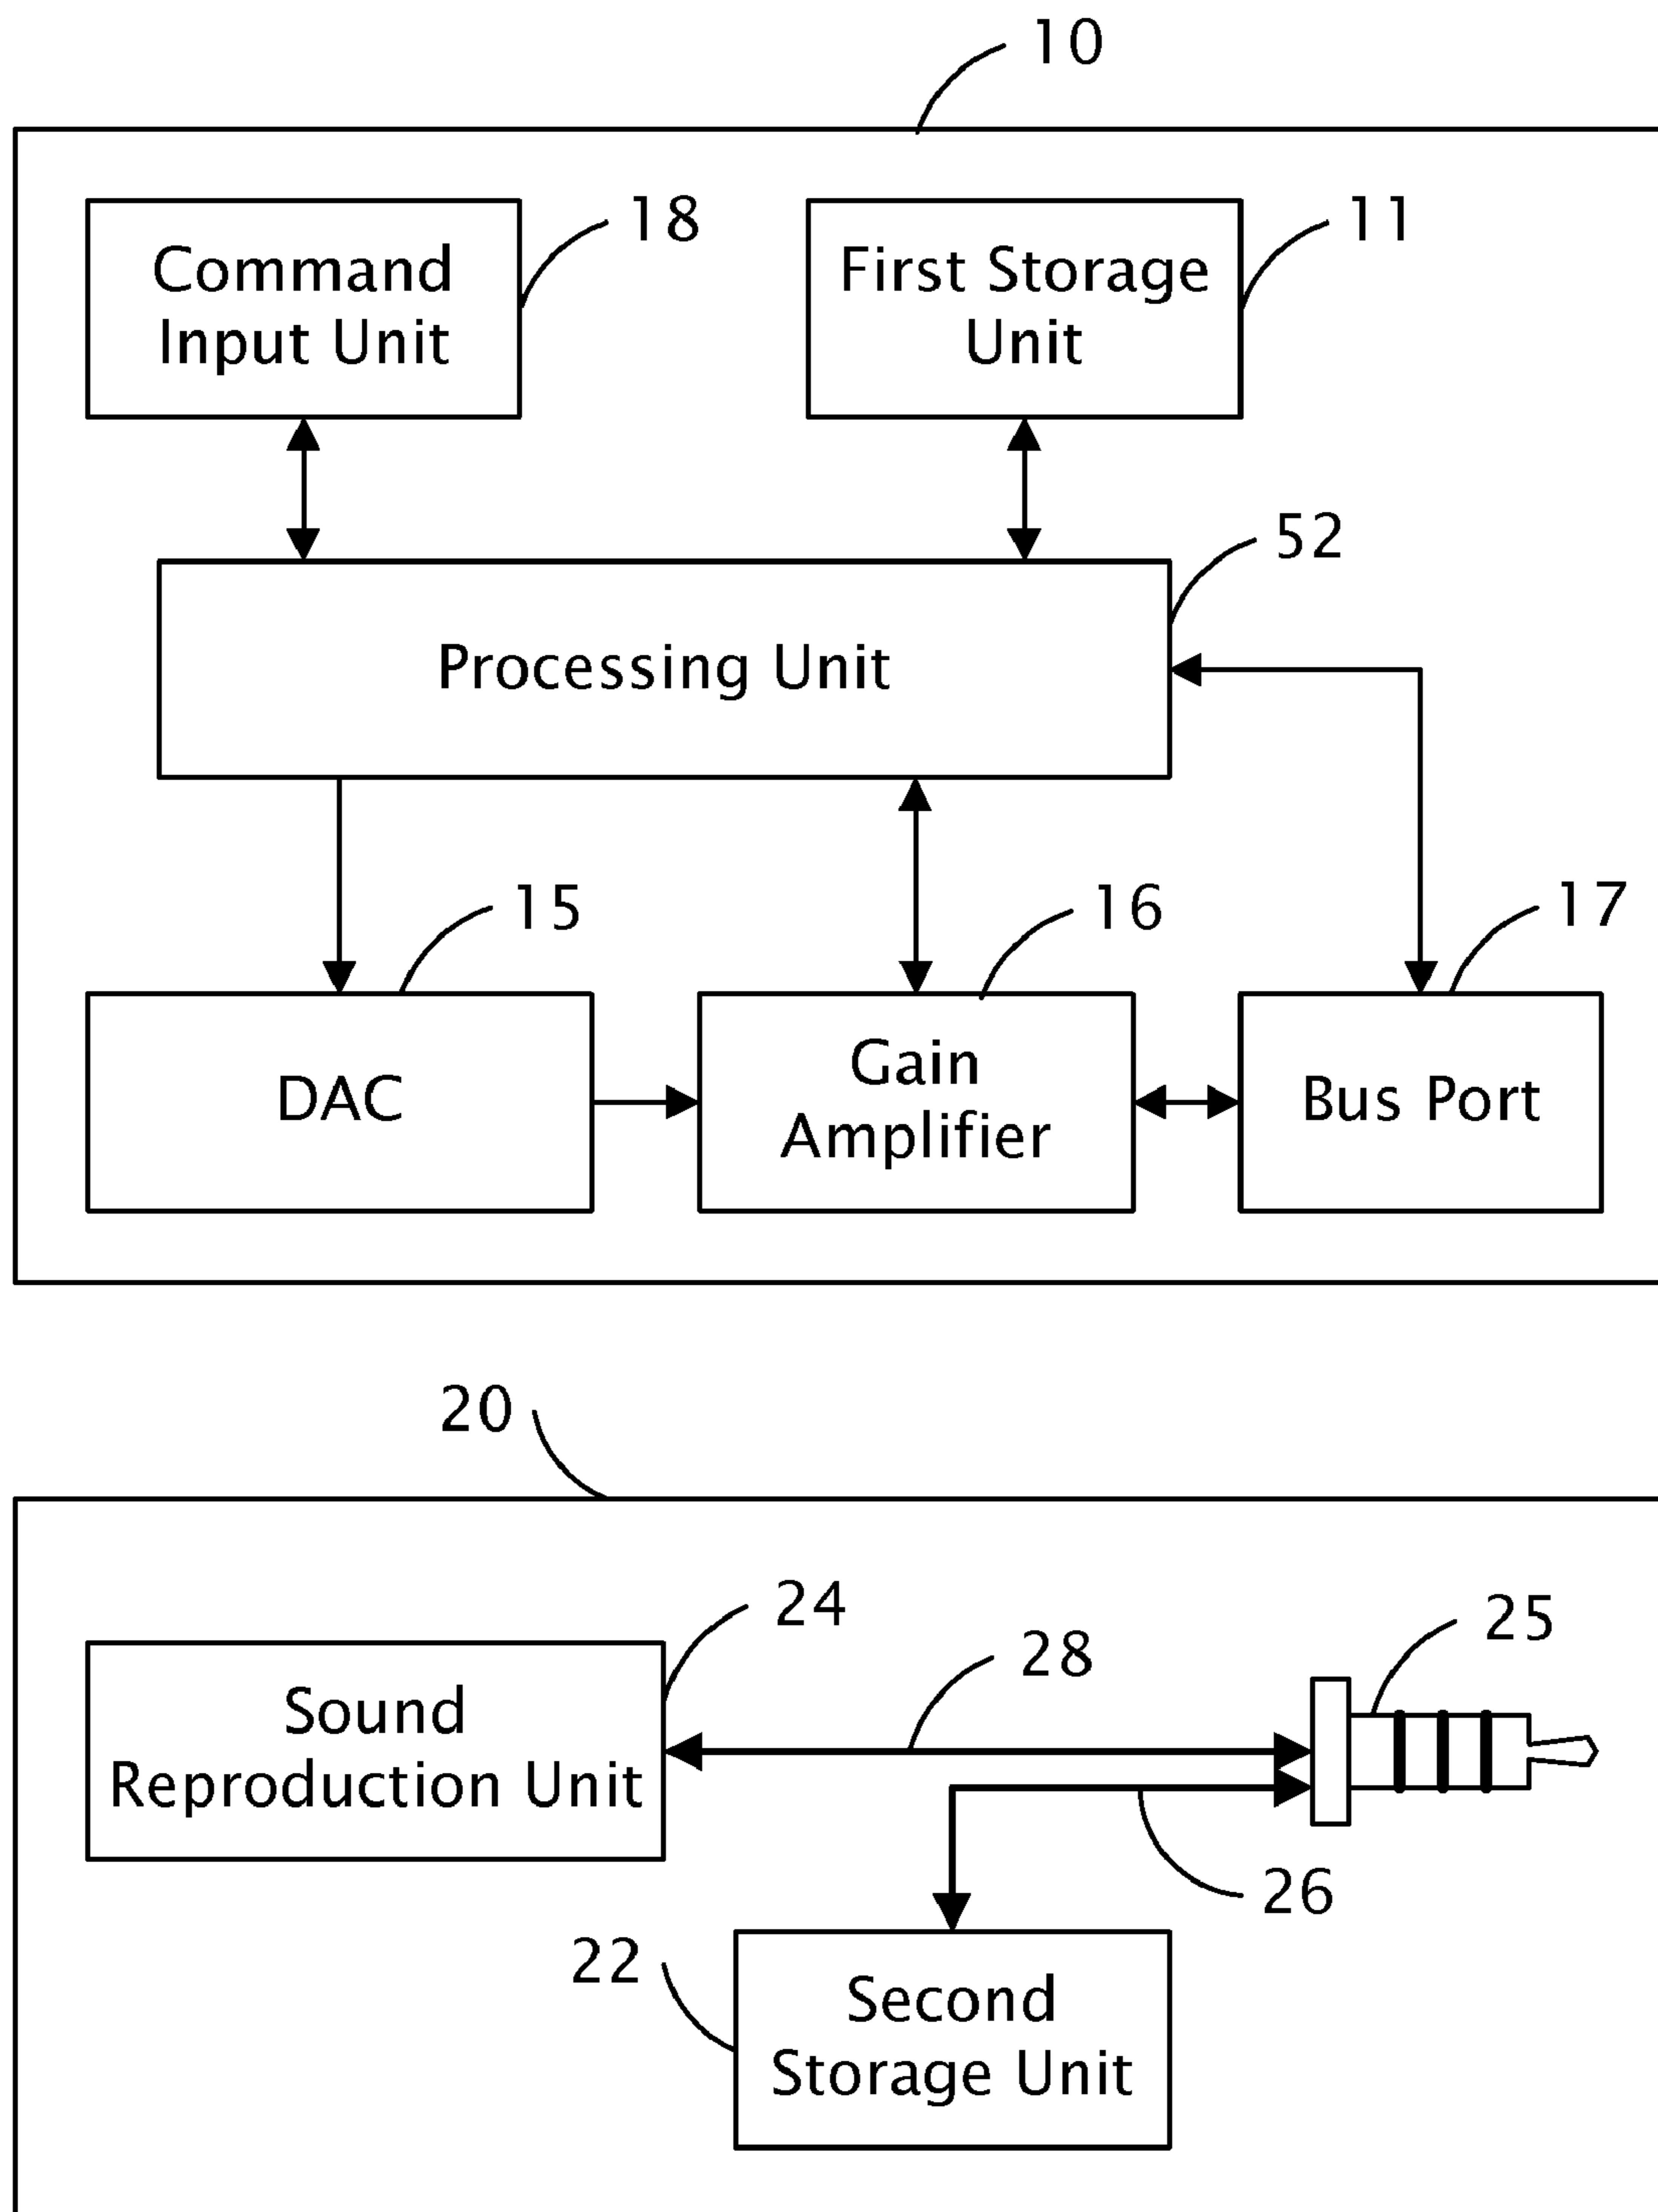 10
18
11
Command
Input Unit
First Storage
Unit
52
Processing Unit
15
16
17
DAC
Gain
Amplifier
Bus Port
20
24
28
25
Sound
Reproduction Unit
26
22
Second
Storage Unit